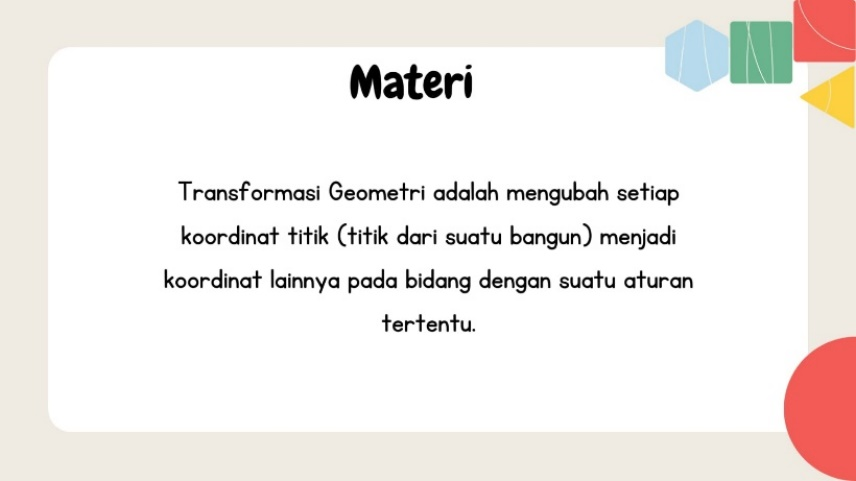 Materi
Transformasi Geometri adalah mengubah setiap
koordinat titik (titik dari suatu bangun) menjadi
koordinat lainnya pada bidang dengan suatu aturan
tertentu.